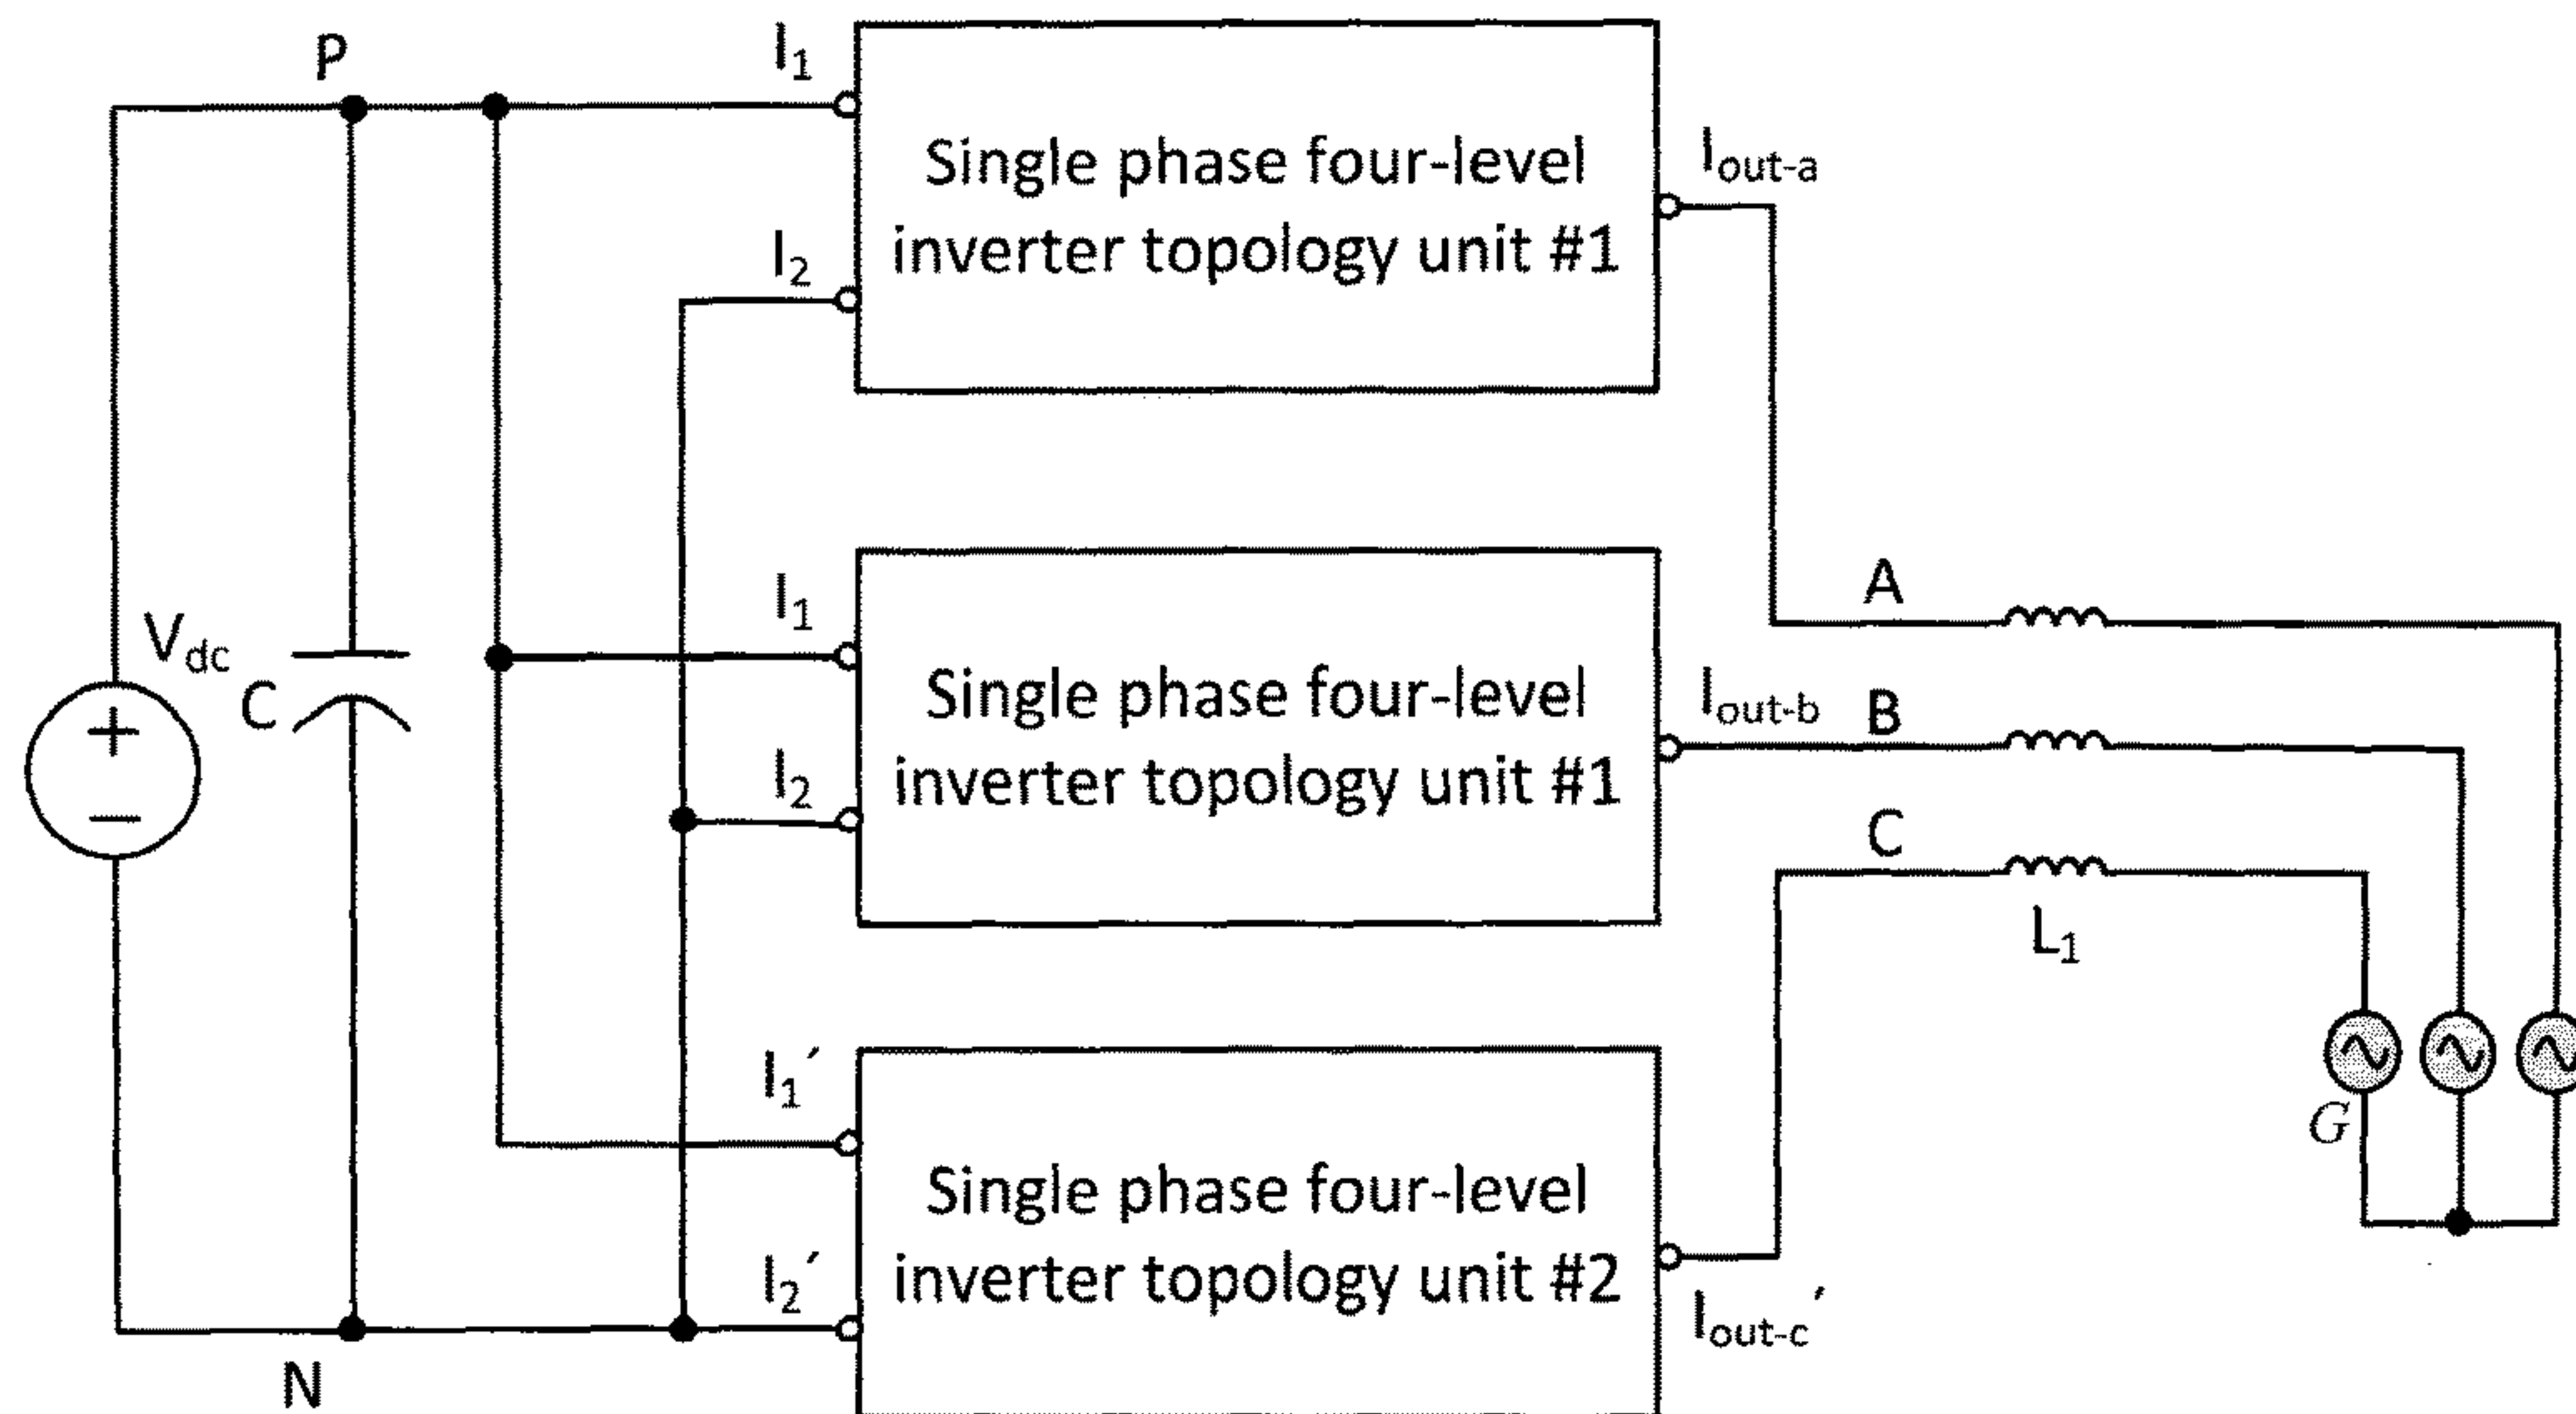 P
I1
Single phase four-level
inverter topology unit #1
I2
Iout-a
Vdc
C
+
−
I1
Single phase four-level
inverter topology unit #1
I2
Iout-b
A
B
C
L1
G
I1′
Single phase four-level
inverter topology unit #2
I2′
Iout-c′
N